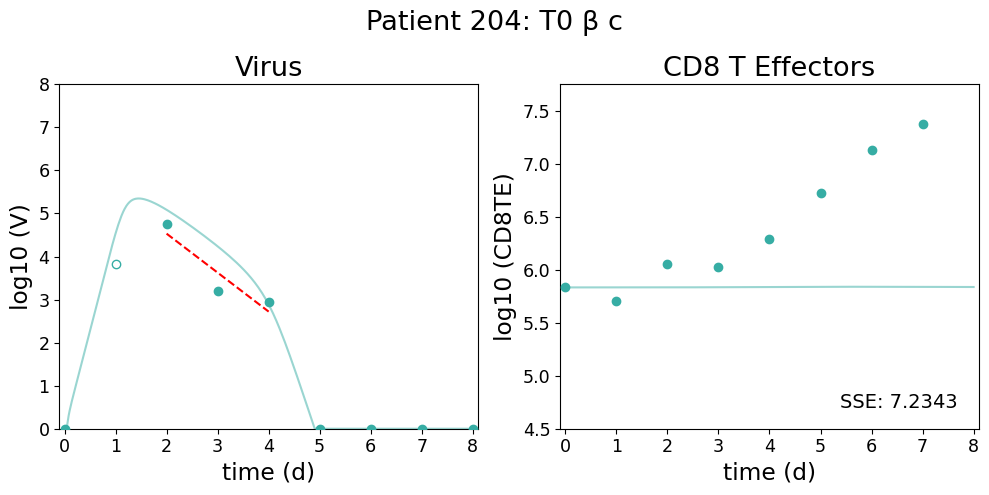 Patient 204: T0 β c
Virus
CD8 T Effectors
log10 (V)
8
7
6
5
4
3
2
1
0
0 1 2 3 4 5 6 7 8
time (d)
log10 (CD8TE)
7.5
7.0
6.5
6.0
5.5
5.0
4.5
SSE: 7.2343
0 1 2 3 4 5 6 7 8
time (d)